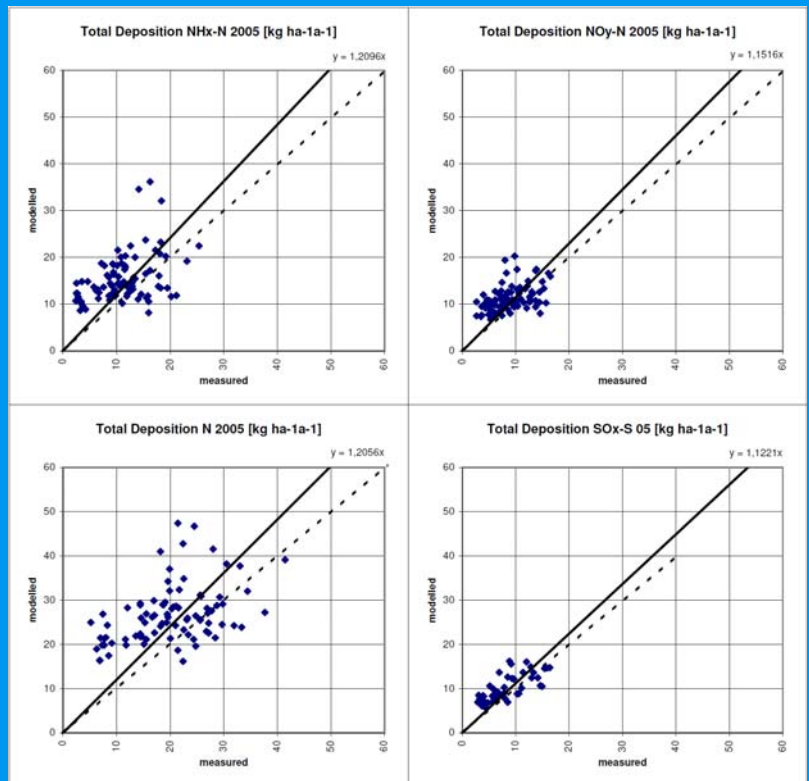 Total Deposition NHx-N 2005 [kg ha-1a-1]
y = 1,2096x
60
50
40
30
20
10
0
modelled
0 10 20 30 40 50 60
measured
Total Deposition NOy-N 2005 [kg ha-1a-1]
y = 1,1516x
60
50
40
30
20
10
0
modelled
0 10 20 30 40 50 60
measured
Total Deposition N 2005 [kg ha-1a-1]
y = 1,2056x
60
50
40
30
20
10
0
modelled
0 10 20 30 40 50 60
measured
Total Deposition SOx-S 05 [kg ha-1a-1]
y = 1,1221x
60
50
40
30
20
10
0
modelled
0 10 20 30 40 50 60
measured